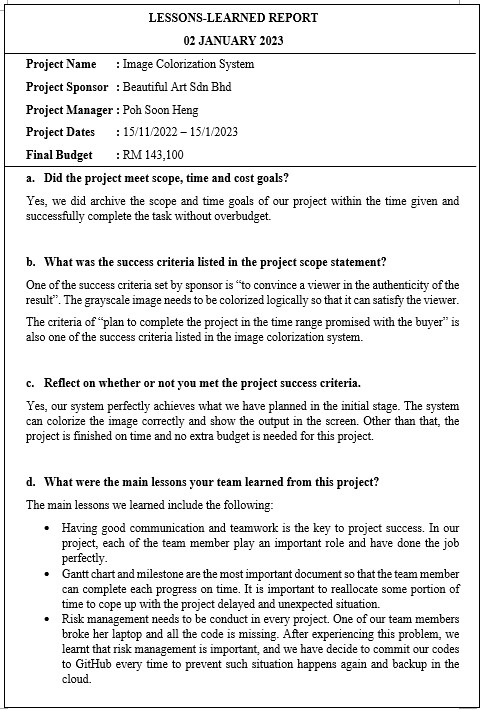 LESSONS-LEARNED REPORT
02 JANUARY 2023
Project Name : Image Colorization System
Project Sponsor : Beautiful Art Sdn Bhd
Project Manager : Poh Soon Heng
Project Dates : 15/11/2022 – 15/1/2023
Final Budget : RM 143,100
a. Did the project meet scope, time and cost goals?
Yes, we did archive the scope and time goals of our project within the time given and
successfully complete the task without overbudget.
b. What was the success criteria listed in the project scope statement?
One of the success criteria set by sponsor is “to convince a viewer in the authenticity of the
result”. The grayscale image needs to be colorized logically so that it can satisfy the viewer.
The criteria of “plan to complete the project in the time range promised with the buyer” is
also one of the success criteria listed in the image colorization system.
c. Reflect on whether or not you met the project success criteria.
Yes, our system perfectly achieves what we have planned in the initial stage. The system
can colorize the image correctly and show the output in the screen. Other than that, the
project is finished on time and no extra budget is needed for this project.
d. What were the main lessons your team learned from this project?
The main lessons we learned include the following:
• Having good communication and teamwork is the key to project success. In our
project, each of the team member play an important role and have done the job
perfectly.
• Gantt chart and milestone are the most important document so that the team member
can complete each progress on time. It is important to reallocate some portion of
time to cope up with the project delayed and unexpected situation.
• Risk management needs to be conduct in every project. One of our team members
broke her laptop and all the code is missing. After experiencing this problem, we
learnt that risk management is important, and we have decide to commit our codes
to GitHub every time to prevent such situation happens again and backup in the
cloud.